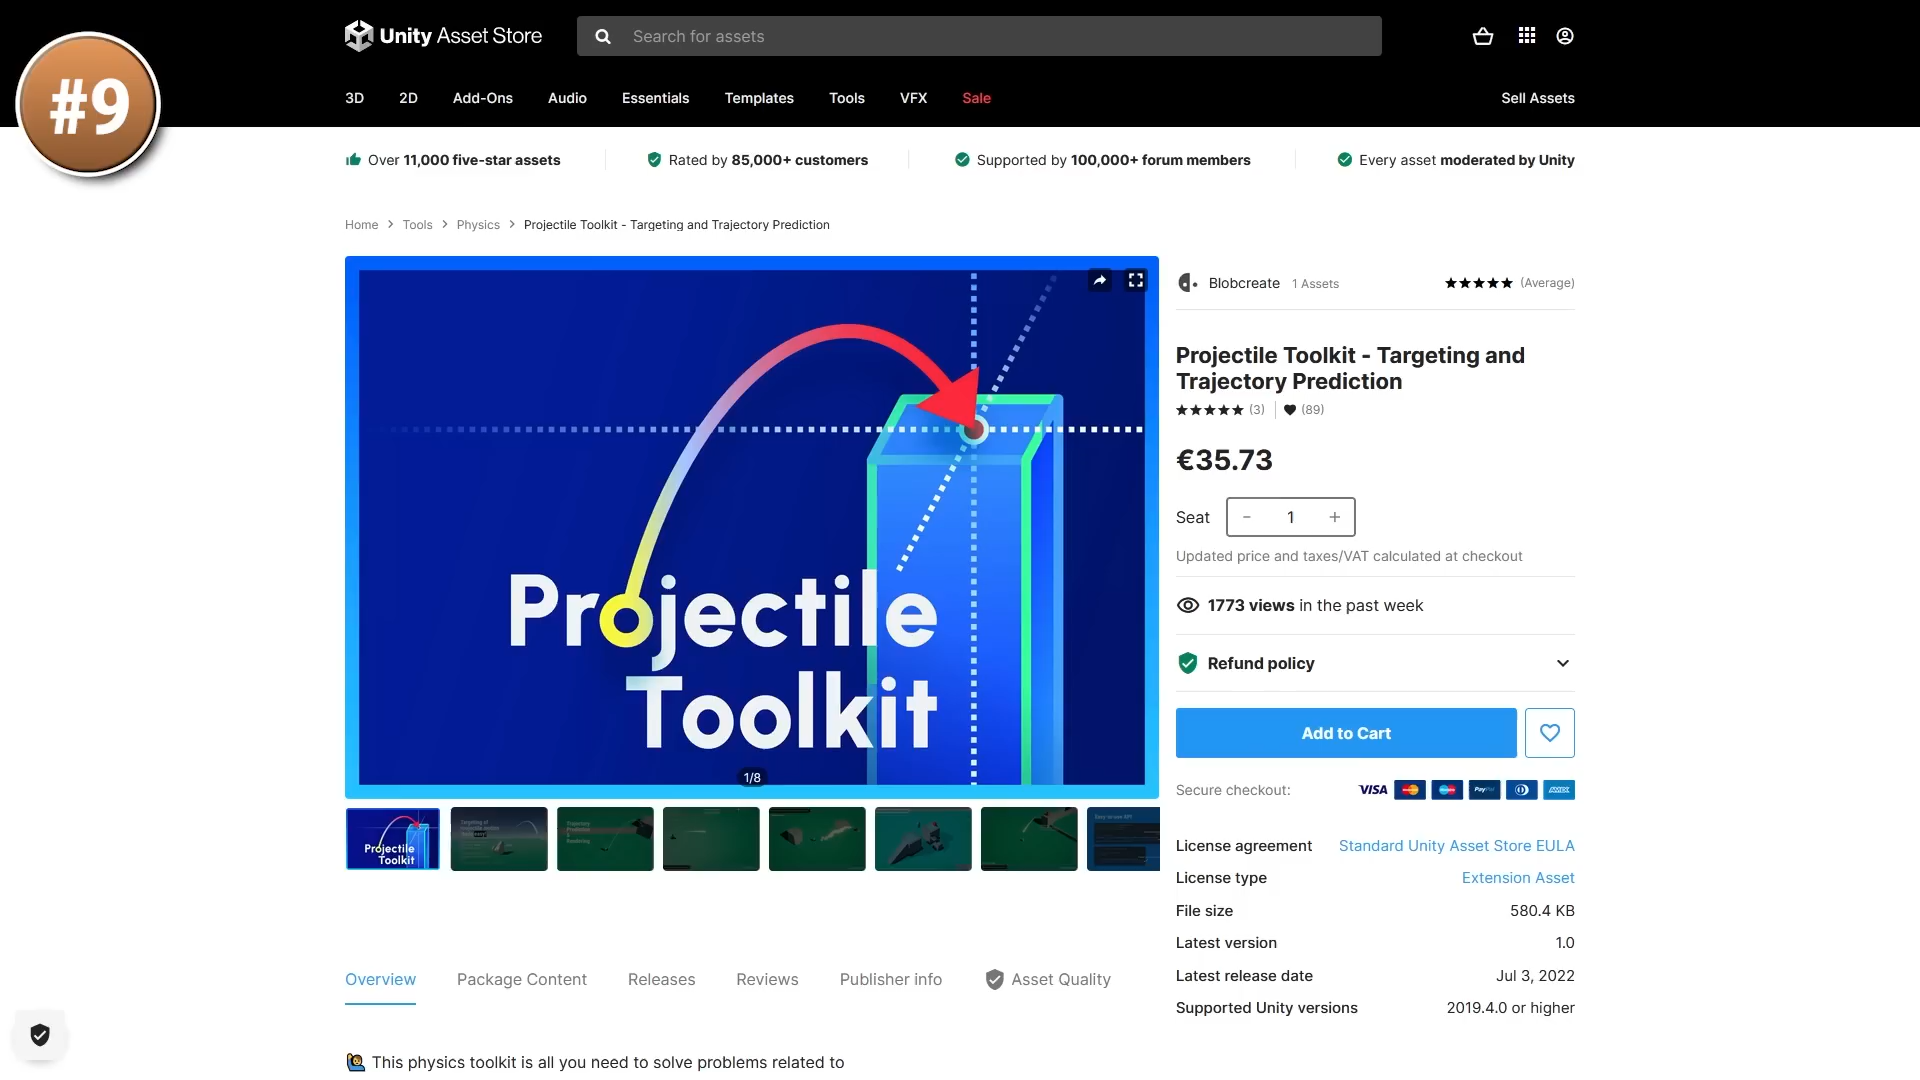 #9
Unity Asset Store
Search for assets
3D
2D
Add-Ons
Audio
Essentials
Templates
Tools
VFX
Sale
Sell Assets
Over 11,000 five-star assets
Rated by 85,000+ customers
Supported by 100,000+ forum members
Every asset moderated by Unity
Home > Tools > Physics > Projectile Toolkit - Targeting and Trajectory Prediction
Projectile
Toolkit
1/8
Projectile
Toolkit
Blobcreate 1 Assets
(Average)
Projectile Toolkit - Targeting and
Trajectory Prediction
(3)
(89)
€35.73
Seat - 1 +
Updated price and taxes/VAT calculated at checkout
1773 views in the past week
Refund policy
Add to Cart
Secure checkout:
VISA
PayPal
AMEX
License agreement Standard Unity Asset Store EULA
License type Extension Asset
File size 580.4 KB
Latest version 1.0
Latest release date Jul 3, 2022
Supported Unity versions 2019.4.0 or higher
Overview
Package Content
Releases
Reviews
Publisher info
Asset Quality
This physics toolkit is all you need to solve problems related to